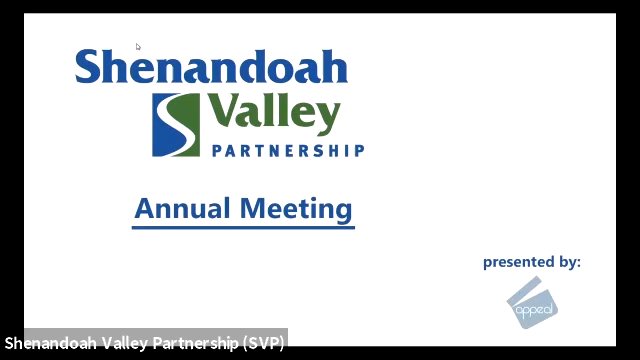 Shenandoah
Valley
PARTNERSHIP
Annual Meeting
presented by:
appeal
Shenandoah Valley Partnership (SVP)